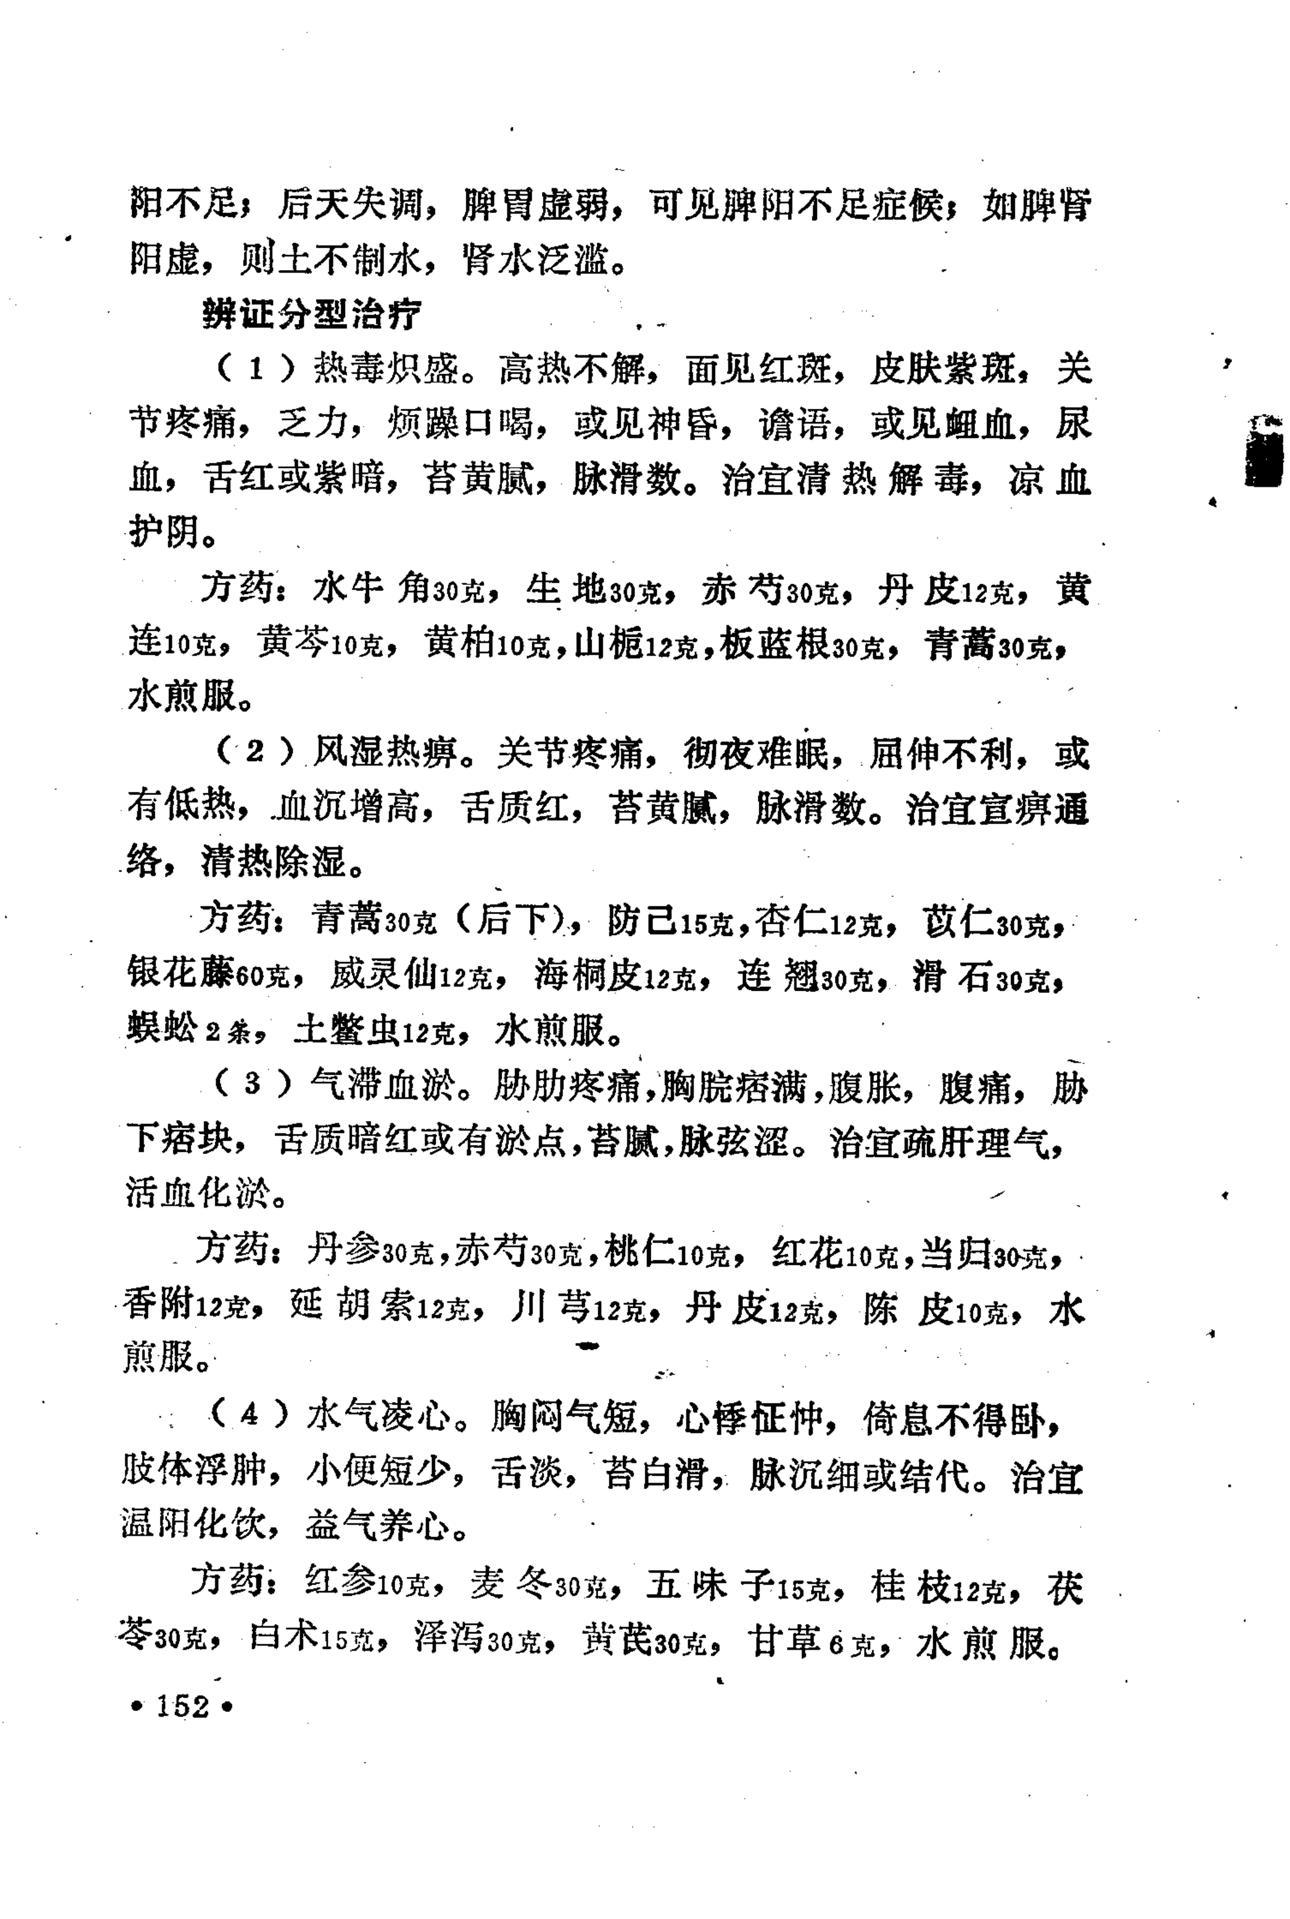 阳不足；后天失调，脾胃虚弱，可见脾阳不足症候；如脾肾
阳虚，则土不制水，肾水泛滥。
辨证分型治疗
（1）热毒炽盛。高热不解，面见红斑，皮肤紫斑，关
节疼痛，乏力，烦躁口喝，或见神昏，谵语，或见衄血，尿
血，舌红或紫暗，苔黄腻，脉滑数。治宜清热解毒，凉血
护阴。
方药：水牛角30克，生地30克，赤芍30克，丹皮12克，黄
连10克，黄芩10克，黄柏10克，山栀12克，板蓝根30克，青蒿30克，
水煎服。
（2）风湿热痹。关节疼痛，彻夜难眠，屈伸不利，或
有低热，血沉增高，舌质红，苔黄腻，脉滑数。治宜宣痹通
络，清热除湿。
方药：青蒿30克（后下），防己15克，杏仁12克，苡仁30克，
银花藤60克，威灵仙12克，海桐皮12克，连翘30克，滑石30克，
蜈蚣2条，土鳖虫12克，水煎服。
（3）气滞血淤。胁肋疼痛，胸脘痞满，腹胀，腹痛，胁
下痞块，舌质暗红或有淤点，苔腻，脉弦涩。治宜疏肝理气，
活血化淤。
方药：丹参30克，赤芍30克，桃仁10克，红花10克，当归30克，
香附12克，延胡索12克，川芎12克，丹皮12克，陈皮10克，水
煎服。
（4）水气凌心。胸闷气短，心悸怔忡，倚息不得卧，
肢体浮肿，小便短少，舌淡，苔白滑，脉沉细或结代。治宜
温阳化饮，益气养心。
方药：红参10克，麦冬30克，五味子15克，桂枝12克，茯
苓30克，白术15克，泽泻30克，黄芪30克，甘草6克，水煎服。
•152•